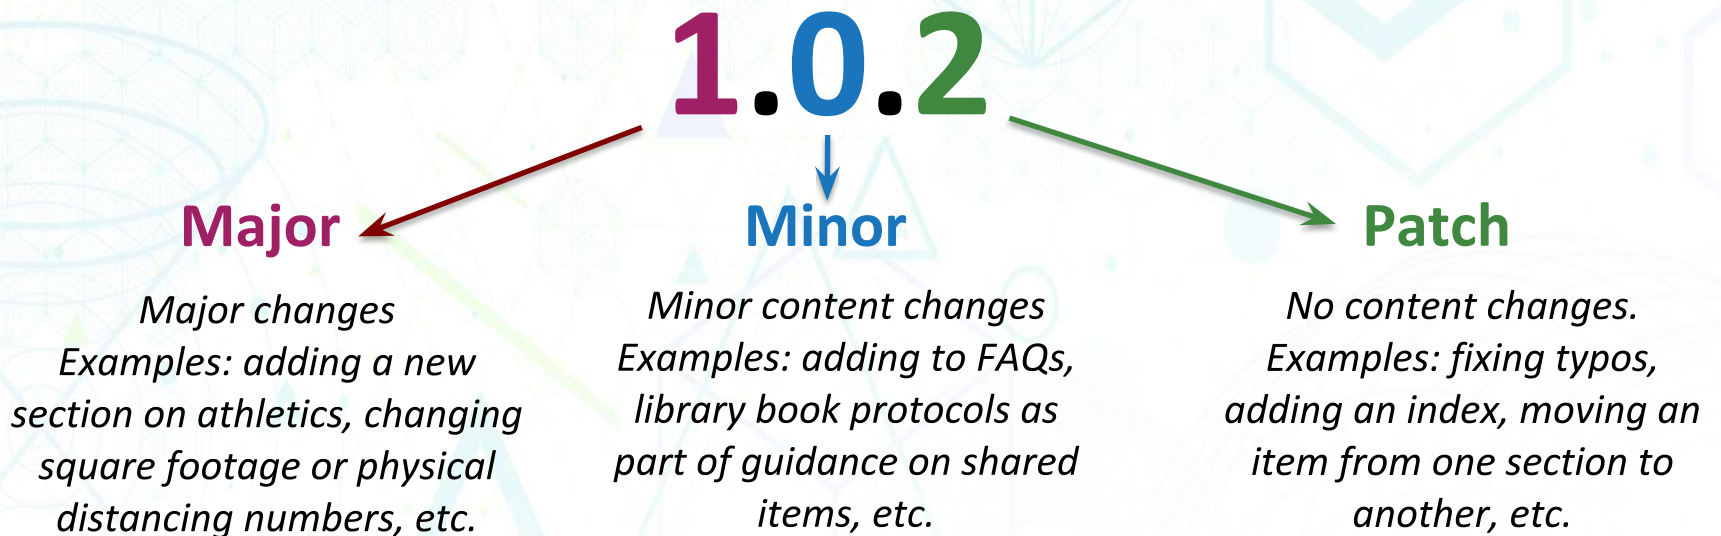 1.0.2
Major
Major changes
Examples: adding a new
section on athletics, changing
square footage or physical
distancing numbers, etc.
Minor
Minor content changes
Examples: adding to FAQs,
library book protocols as
part of guidance on shared
items, etc.
Patch
No content changes.
Examples: fixing typos,
adding an index, moving an
item from one section to
another, etc.